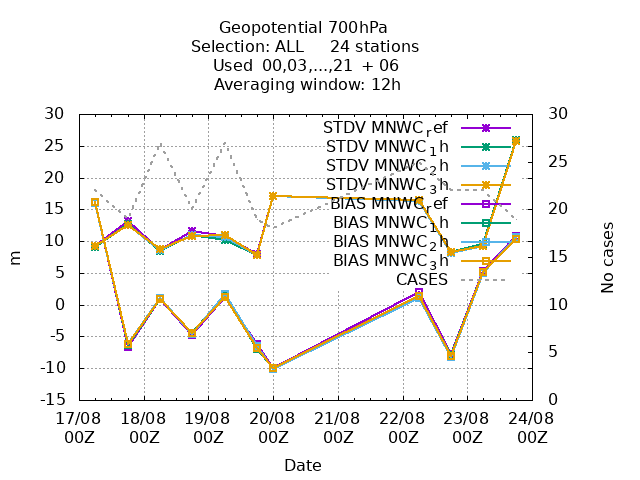 Geopotential 700hPa
Selection: ALL     24 stations
Used  00,03,...,21  + 06
Averaging window: 12h
30
25
20
15
10
5
0
-5
-10
-15
m
STDV MNWC_ref
STDV MNWC_1h
STDV MNWC_2h
STDV MNWC_3h
BIAS MNWC_ref
BIAS MNWC_1h
BIAS MNWC_2h
BIAS MNWC_3h
CASES
30
25
20
15
10
5
0
No cases
17/08 18/08 19/08 20/08 21/08 22/08 23/08 24/08
00Z 00Z 00Z 00Z 00Z 00Z 00Z 00Z
Date